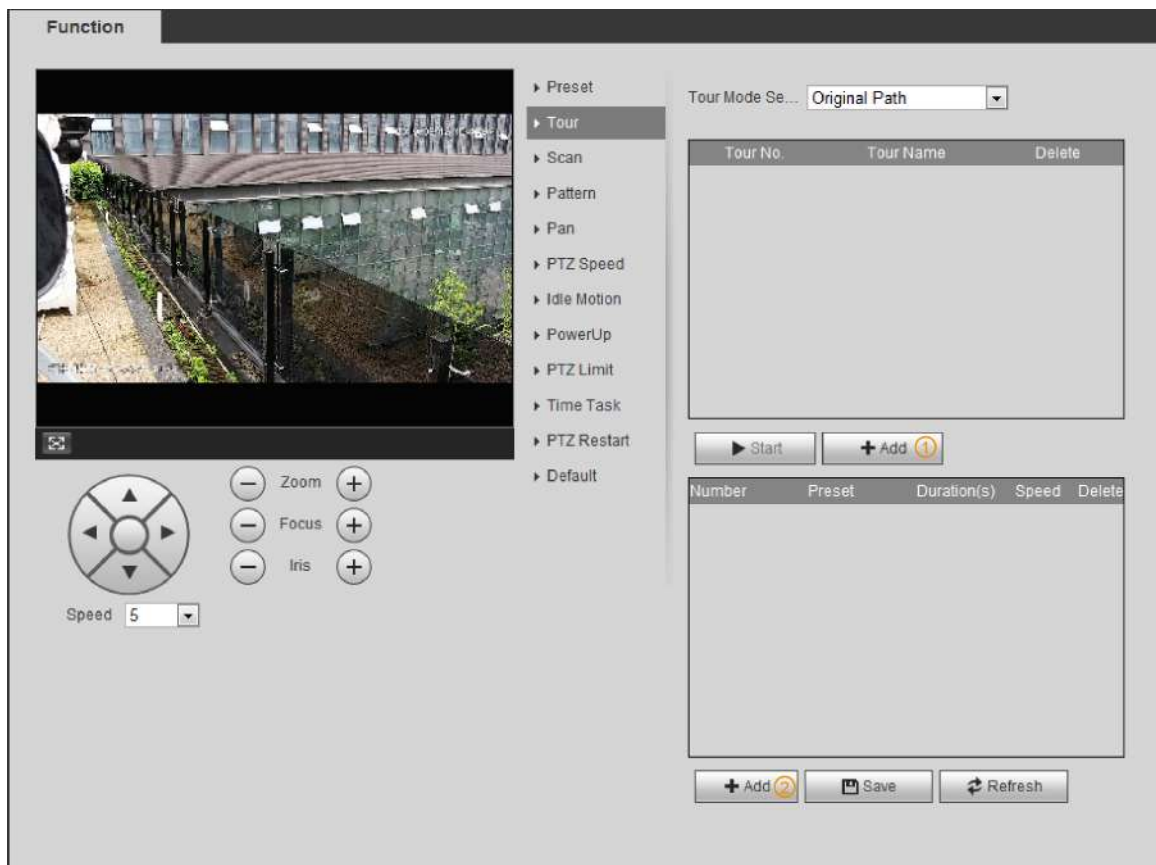 Function
Preset
Tour
Scan
Pattern
Pan
PTZ Speed
Idle Motion
PowerUp
PTZ Limit
Time Task
PTZ Restart
Default
Zoom
Focus
Iris
Speed 5
Tour Mode Se... Original Path
Tour No. Tour Name Delete
Start Add ①
Number Preset Duration(s) Speed Delete
Add ② Save Refresh